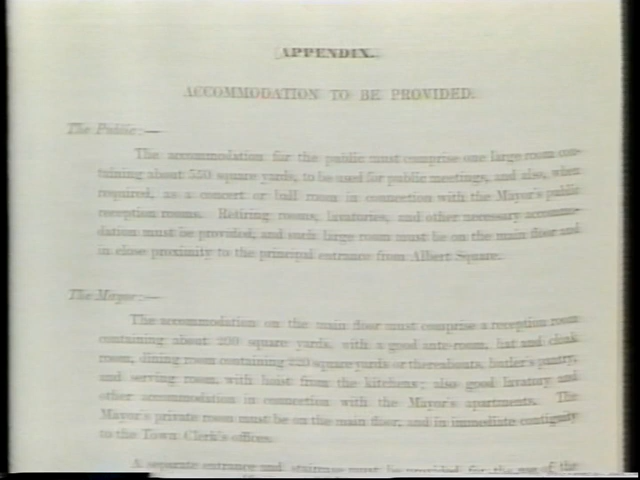 APPENDIX.
ACCOMMODATION TO BE PROVIDED.
The Public:—
The accommodation for the public must comprise one large room con-
taining about 550 square yards, to be used for public meetings, and also, when
required, as a concert or ball room in connection with the Mayor's public
reception rooms. Retiring rooms, lavatories, and other necessary accommo-
dation must be provided, and each large room must be on the main floor and
in close proximity to the principal entrance from Albert Square.
The Mayor:—
The accommodation on the main floor must comprise a reception room
containing about 200 square yards, with a good ante-room, hat and cloak
room, dining room containing 220 square yards or thereabouts, butler's pantry,
and serving room, with hoist from the kitchens; also good lavatory and
other accommodation in connection with the Mayor's apartments. The
Mayor's private room must be on the main floor, and in immediate contiguity
to the Town Clerk's offices.
A separate entrance and staircase must be provided for the use of the